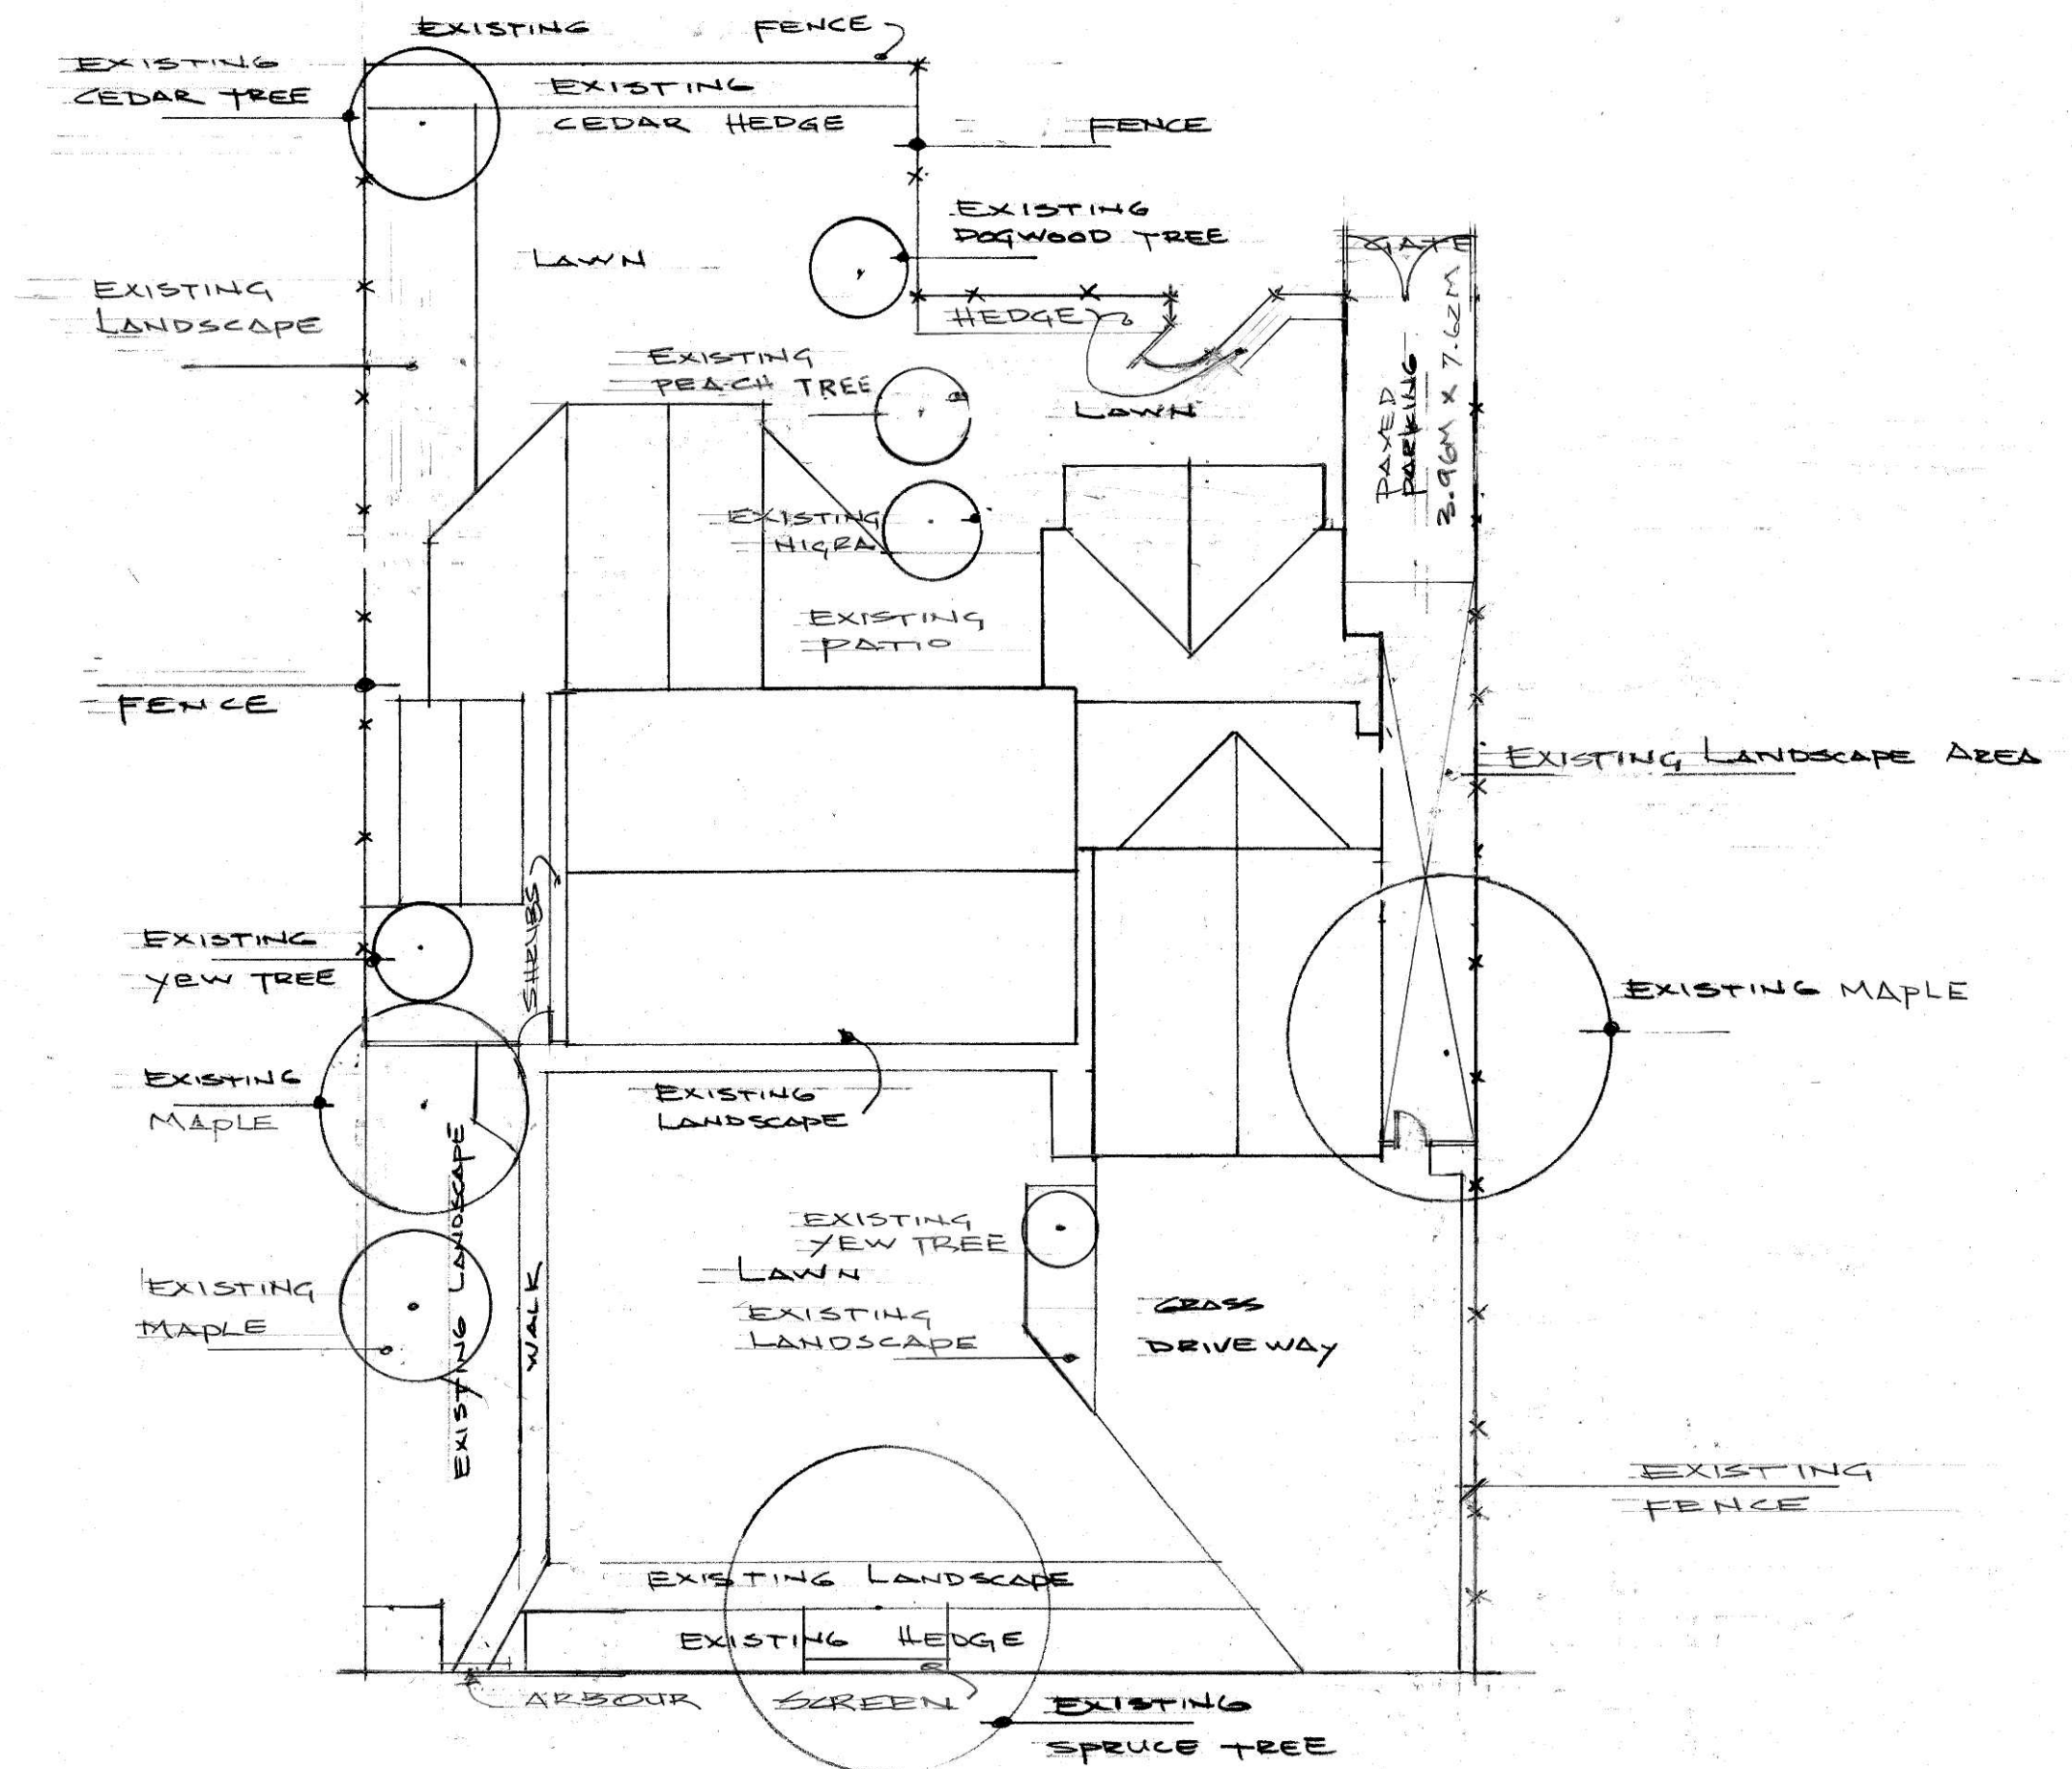 EXISTING FENCE
EXISTING
CEDAR TREE
EXISTING
CEDAR HEDGE
FENCE
EXISTING
DOGWOOD TREE
GATE
LAWN
EXISTING
LANDSCAPE
HEDGE
EXISTING
PEACH TREE
LAWN
PAVED
PARKING
3.96M X 7.62M
EXISTING
NIGRA
EXISTING
PATIO
FENCE
EXISTING LANDSCAPE AREA
SHRUBS
EXISTING
YEW TREE
EXISTING MAPLE
EXISTING
MAPLE
EXISTING
LANDSCAPE
EXISTING LANDSCAPE
WALK
EXISTING
YEW TREE
LAWN
EXISTING
LANDSCAPE
EXISTING
MAPLE
GRASS
DRIVEWAY
EXISTING
FENCE
EXISTING LANDSCAPE
EXISTING HEDGE
ARBOUR
SCREEN
EXISTING
SPRUCE TREE